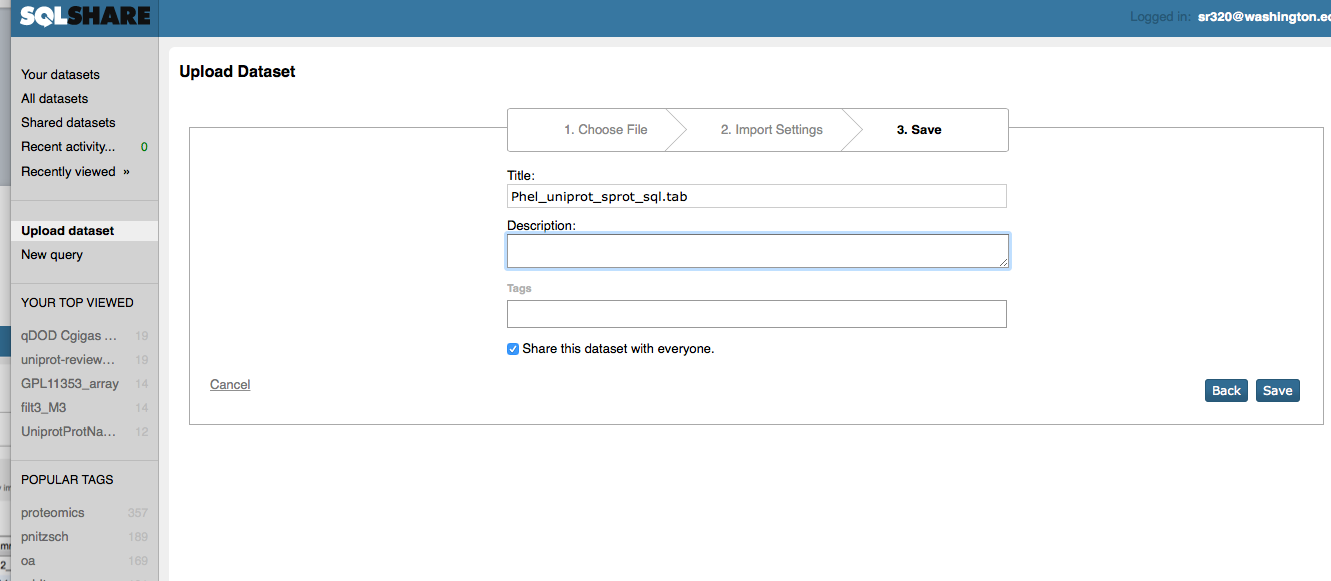 SQLSHARE
Logged in: sr320@washington.ed
Your datasets
All datasets
Shared datasets
Recent activity... 0
Recently viewed »
Upload dataset
New query
YOUR TOP VIEWED
qDOD Cgigas ... 19
uniprot-review... 19
GPL11353_array 14
filt3_M3 14
UniprotProtNa... 12
POPULAR TAGS
proteomics 357
pnitzsch 189
oa 169
Upload Dataset
1. Choose File 2. Import Settings 3. Save
Title:
Phel_uniprot_sprot_sql.tab
Description:
Tags
Share this dataset with everyone.
Cancel
Back Save